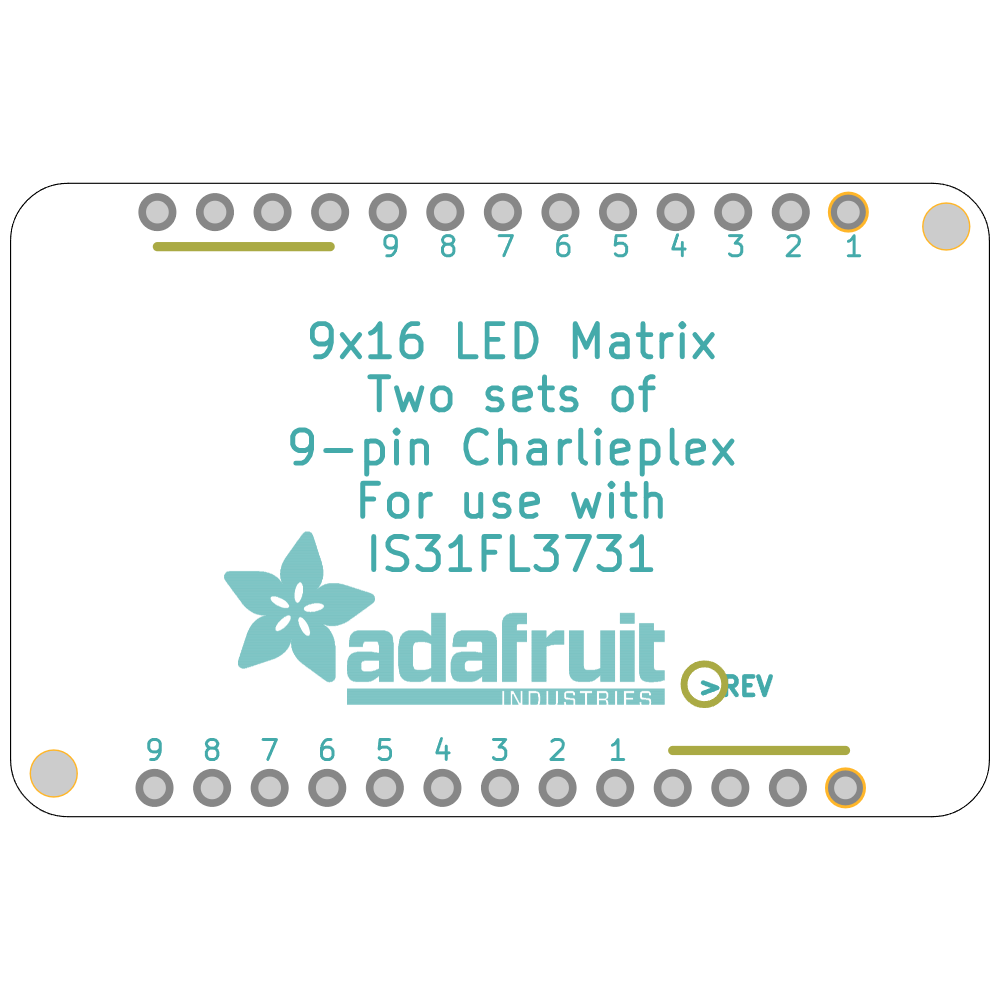 9 8 7 6 5 4 3 2 1
9x16 LED Matrix
Two sets of
9-pin Charlieplex
For use with
IS31FL3731
adafruit
INDUSTRIES
>REV
9 8 7 6 5 4 3 2 1